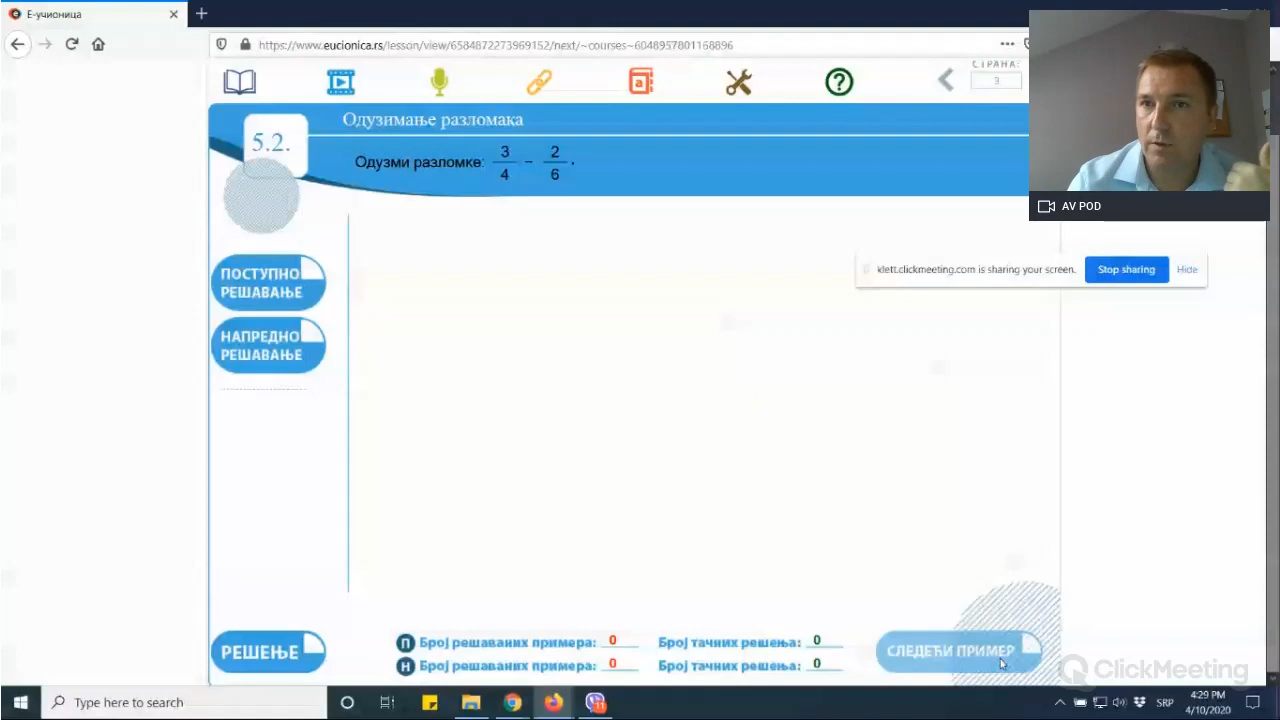 Е-учионица
https://www.eucionica.rs/lesson/view/6584872273969152/next/~courses~6048957801168896
СТРАНА:
3
5.2.
Одузимање разломака
Одузми разломке: 3/4 − 2/6 .
AV POD
ПОСТУПНО
РЕШАВАЊЕ
НАПРЕДНО
РЕШАВАЊЕ
klett.clickmeeting.com is sharing your screen.
Stop sharing
Hide
РЕШЕЊЕ
П Број решаваних примера: 0 Број тачних решења: 0
Н Број решаваних примера: 0 Број тачних решења: 0
СЛЕДЕЋИ ПРИМЕР
ClickMeeting
Type here to search
11
SRP
4:29 PM
4/10/2020